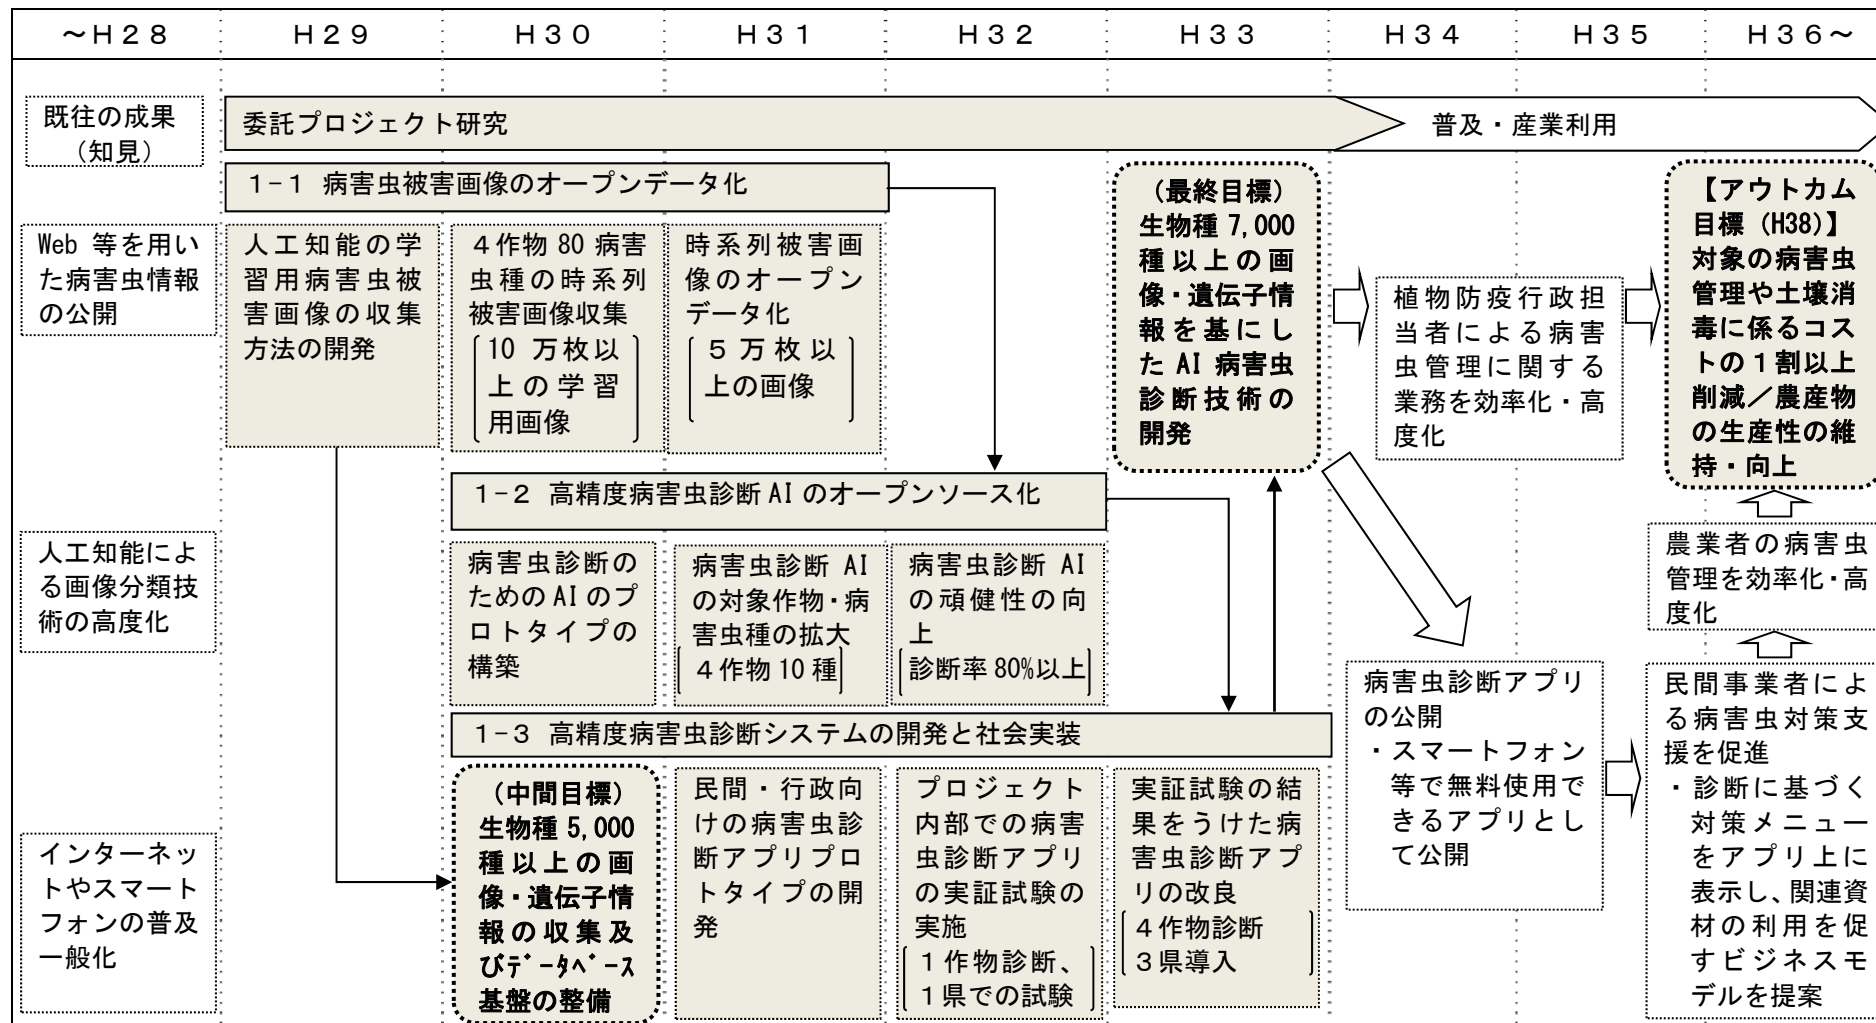 ～H28 H29 H30 H31 H32 H33 H34 H35 H36～
既往の成果
（知見）
委託プロジェクト研究
普及・産業利用
1-1 病害虫被害画像のオープンデータ化
Web 等を用い
た病害虫情報
の公開
人工知能の学
習用病害虫被
害画像の収集
方法の開発
４作物 80 病害
虫種の時系列
被害画像収集
10 万枚以
上の学習
用画像
時系列被害画
像のオープン
データ化
５万枚以
上の画像
（最終目標）
生物種 7,000
種以上の画
像・遺伝子情
報を基にし
た AI 病害虫
診断技術の
開発
植物防疫行政担
当者による病害
虫管理に関する
業務を効率化・高
度化
【アウトカム
目標（H38）】
対象の病害虫
管理や土壌消
毒に係るコス
トの１割以上
削減／農産物
の生産性の維
持・向上
1-2 高精度病害虫診断 AI のオープンソース化
人工知能によ
る画像分類技
術の高度化
病害虫診断の
ための AI のプ
ロトタイプの
構築
病害虫診断 AI
の対象作物・病
害虫種の拡大
４作物 10 種
病害虫診断 AI
の頑健性の向
上
診断率 80%以上
農業者の病害虫
管理を効率化・高
度化
1-3 高精度病害虫診断システムの開発と社会実装
インターネッ
トやスマート
フォンの普及
一般化
（中間目標）
生物種 5,000
種以上の画
像・遺伝子情
報の収集及
びﾃﾞｰﾀﾍﾞｰｽ
基盤の整備
民間・行政向
けの病害虫診
断アプリプロ
トタイプの開
発
プロジェクト
内部での病害
虫診断アプリ
の実証試験の
実施
１作物診断、
１県での試験
実証試験の結
果をうけた病
害虫診断アプ
リの改良
４作物診断
３県導入
病害虫診断アプリ
の公開
・スマートフォン
等で無料使用で
きるアプリとし
て公開
民間事業者によ
る病害虫対策支
援を促進
・診断に基づく
対策メニュー
をアプリ上に
表示し、関連資
材の利用を促
すビジネスモ
デルを提案